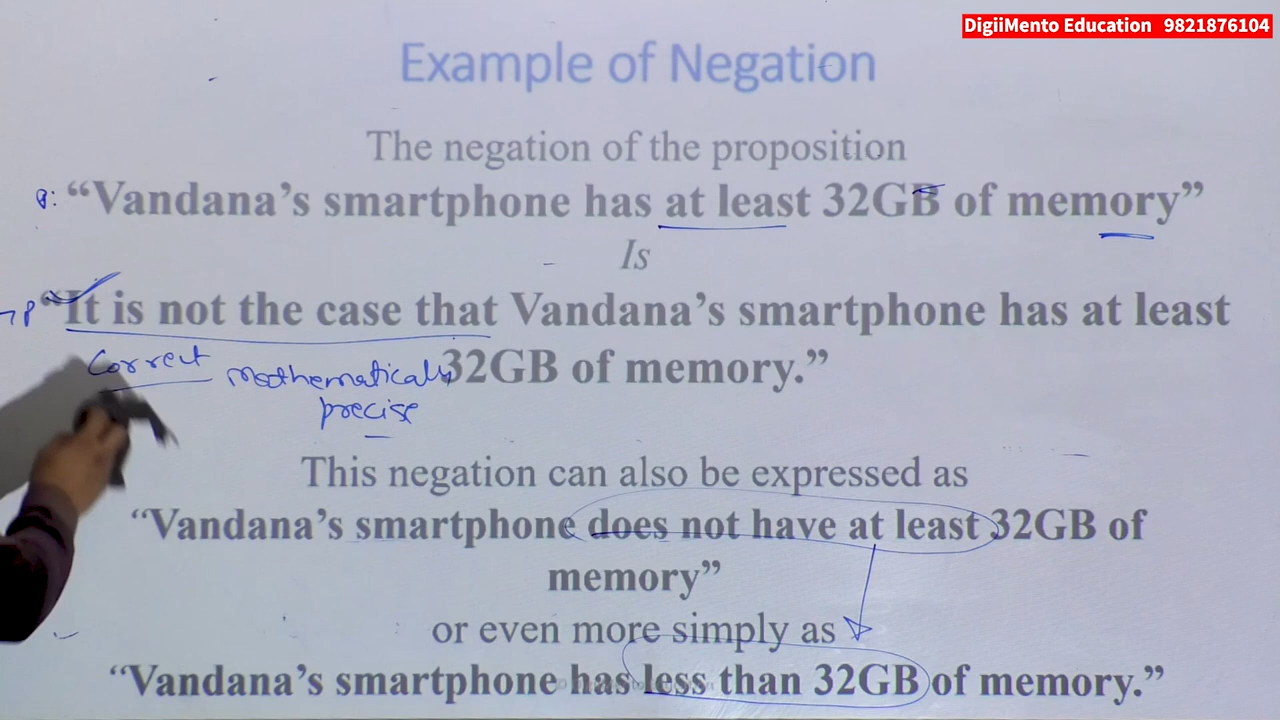 DigiiMento Education 9821876104
Example of Negation
The negation of the proposition
“Vandana’s smartphone has at least 32GB of memory”
Is
¬p “It is not the case that Vandana’s smartphone has at least
Correct Mathematically 32GB of memory.”
precise
This negation can also be expressed as
“Vandana’s smartphone does not have at least 32GB of
memory”
or even more simply as
“Vandana’s smartphone has less than 32GB of memory.”